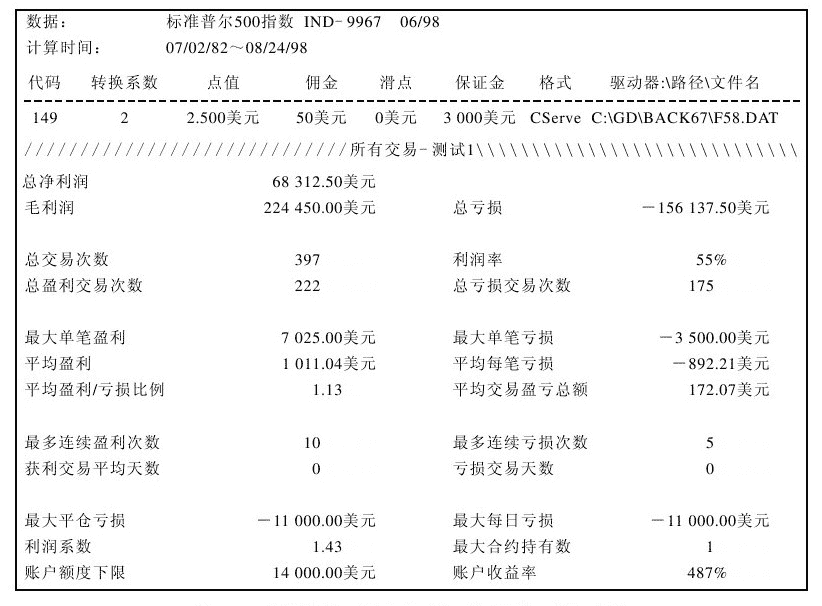 数据： 标准普尔500指数 IND-9967 06/98
计算时间： 07/02/82～08/24/98
代码 转换系数 点值 佣金 滑点 保证金 格式 驱动器:\路径\文件名
149 2 2.500美元 50美元 0美元 3 000美元 CServe C:\GD\BACK67\F58.DAT
/////////////////////////////所有交易-测试1\\\\\\\\\\\\\\\\\\\\\\\\\\\\\
总净利润 68 312.50美元
毛利润 224 450.00美元 总亏损 －156 137.50美元
总交易次数 397 利润率 55%
总盈利交易次数 222 总亏损交易次数 175
最大单笔盈利 7 025.00美元 最大单笔亏损 －3 500.00美元
平均盈利 1 011.04美元 平均每笔亏损 －892.21美元
平均盈利/亏损比例 1.13 平均交易盈亏总额 172.07美元
最多连续盈利次数 10 最多连续亏损次数 5
获利交易平均天数 0 亏损交易天数 0
最大平仓亏损 －11 000.00美元 最大每日亏损 －11 000.00美元
利润系数 1.43 最大合约持有数 1
账户额度下限 14 000.00美元 账户收益率 487%